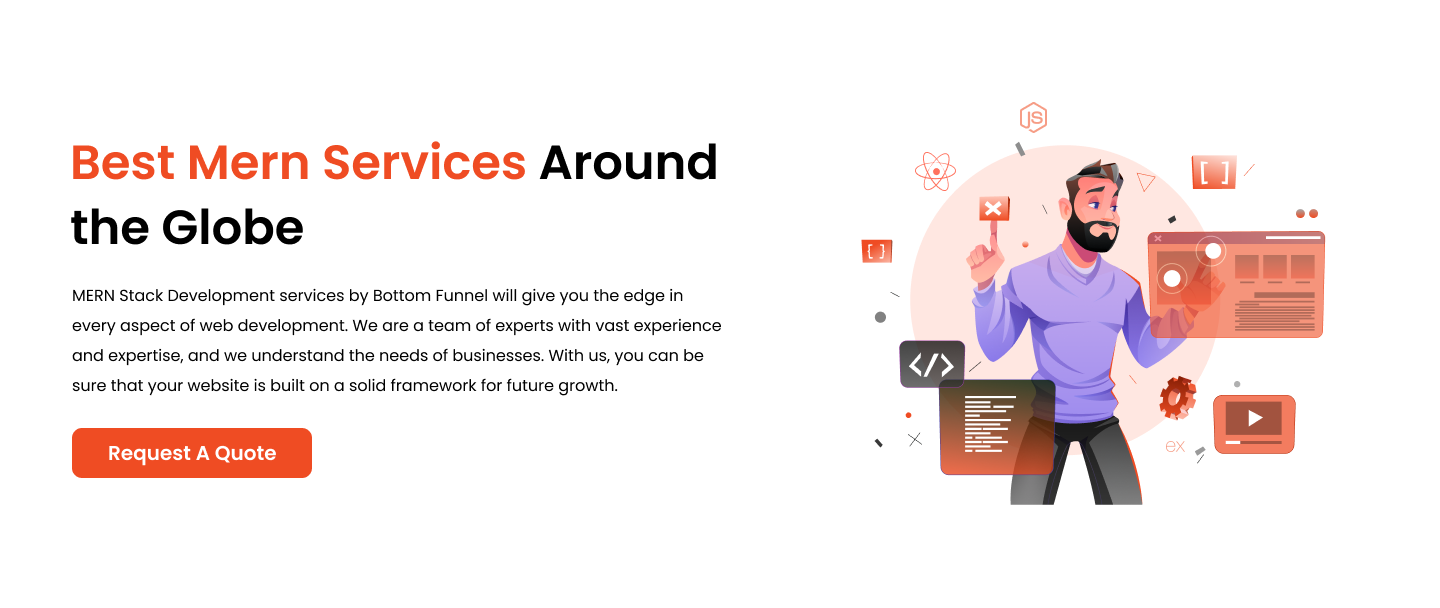 Best Mern Services Around
the Globe
MERN Stack Development services by Bottom Funnel will give you the edge in
every aspect of web development. We are a team of experts with vast experience
and expertise, and we understand the needs of businesses. With us, you can be
sure that your website is built on a solid framework for future growth.
Request A Quote
JS
[ ]
[ ]
</>
ex